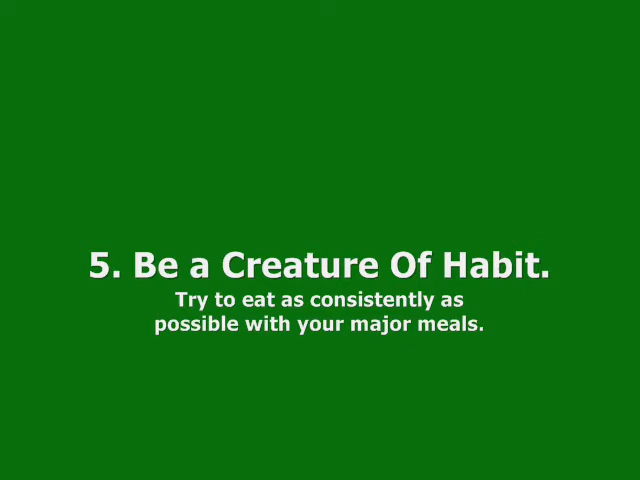 5. Be a Creature Of Habit.
Try to eat as consistently as
possible with your major meals.